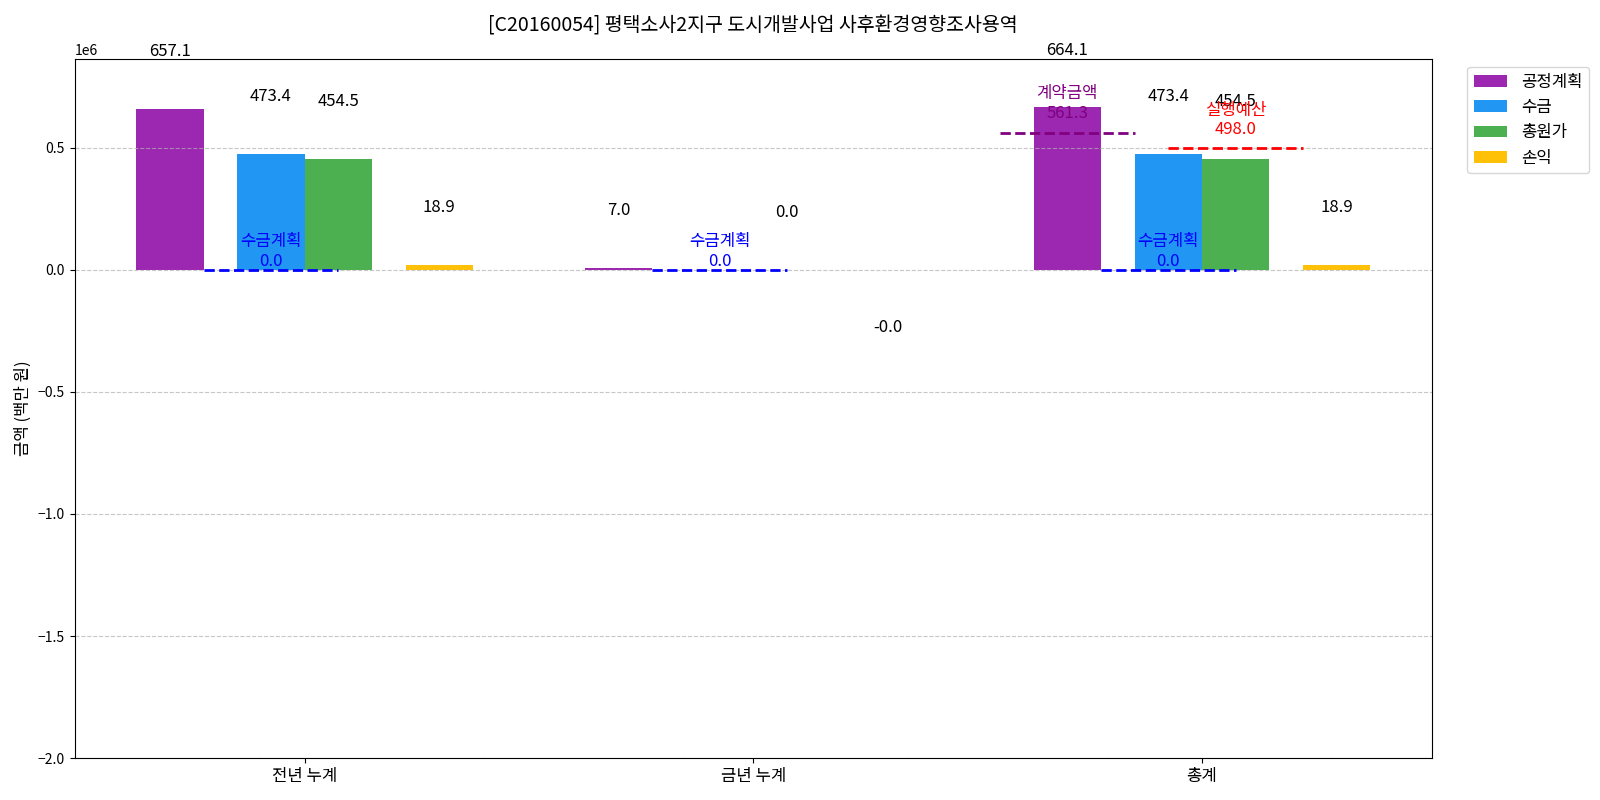 [C20160054] 평택소사2지구 도시개발사업 사후환경영향조사용역
1e6
657.1
473.4
454.5
18.9
수금계획
0.0
7.0
0.0
수금계획
0.0
-0.0
664.1
계약금액
561.3
473.4
454.5
실행예산
498.0
18.9
수금계획
0.0
공정계획
수금
총원가
손익
0.5
0.0
−0.5
−1.0
−1.5
−2.0
금액 (백만 원)
전년 누계
금년 누계
총계